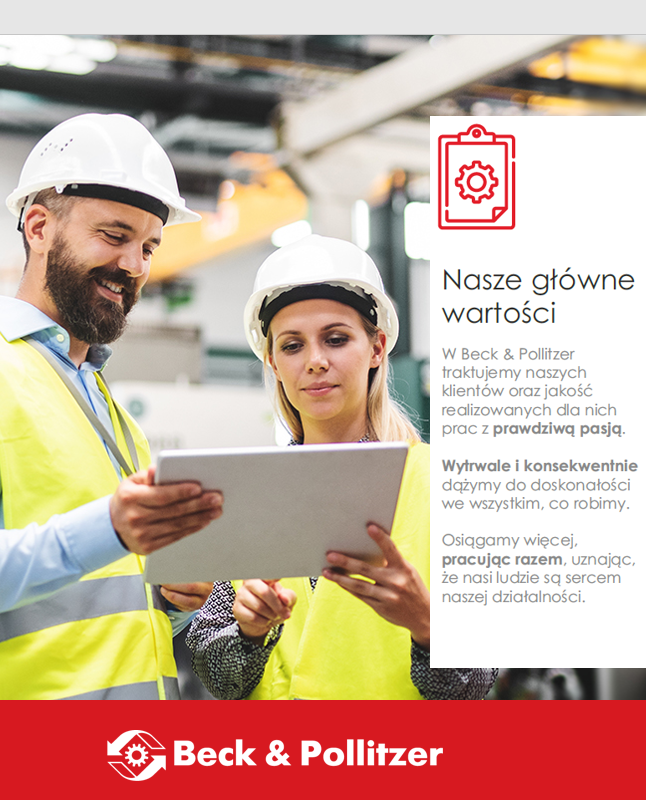 Nasze główne
wartości
W Beck & Pollitzer
traktujemy naszych
klientów oraz jakość
realizowanych dla nich
prac z prawdziwą pasją.
Wytrwale i konsekwentnie
dążymy do doskonałości
we wszystkim, co robimy.
Osiągamy więcej,
pracując razem, uznając,
że nasi ludzie są sercem
naszej działalności.
Beck & Pollitzer